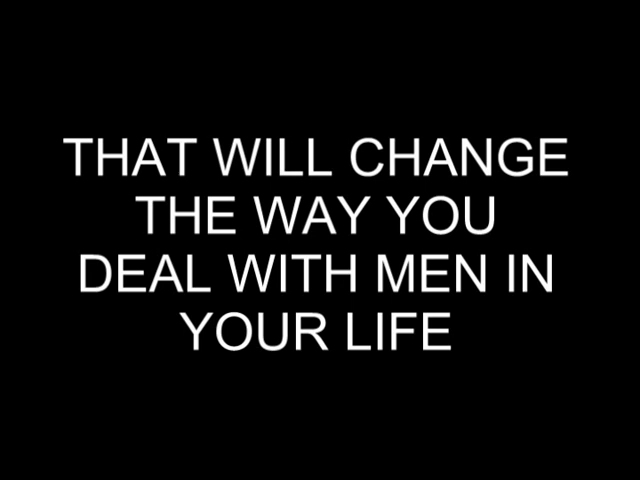 THAT WILL CHANGE
THE WAY YOU
DEAL WITH MEN IN
YOUR LIFE